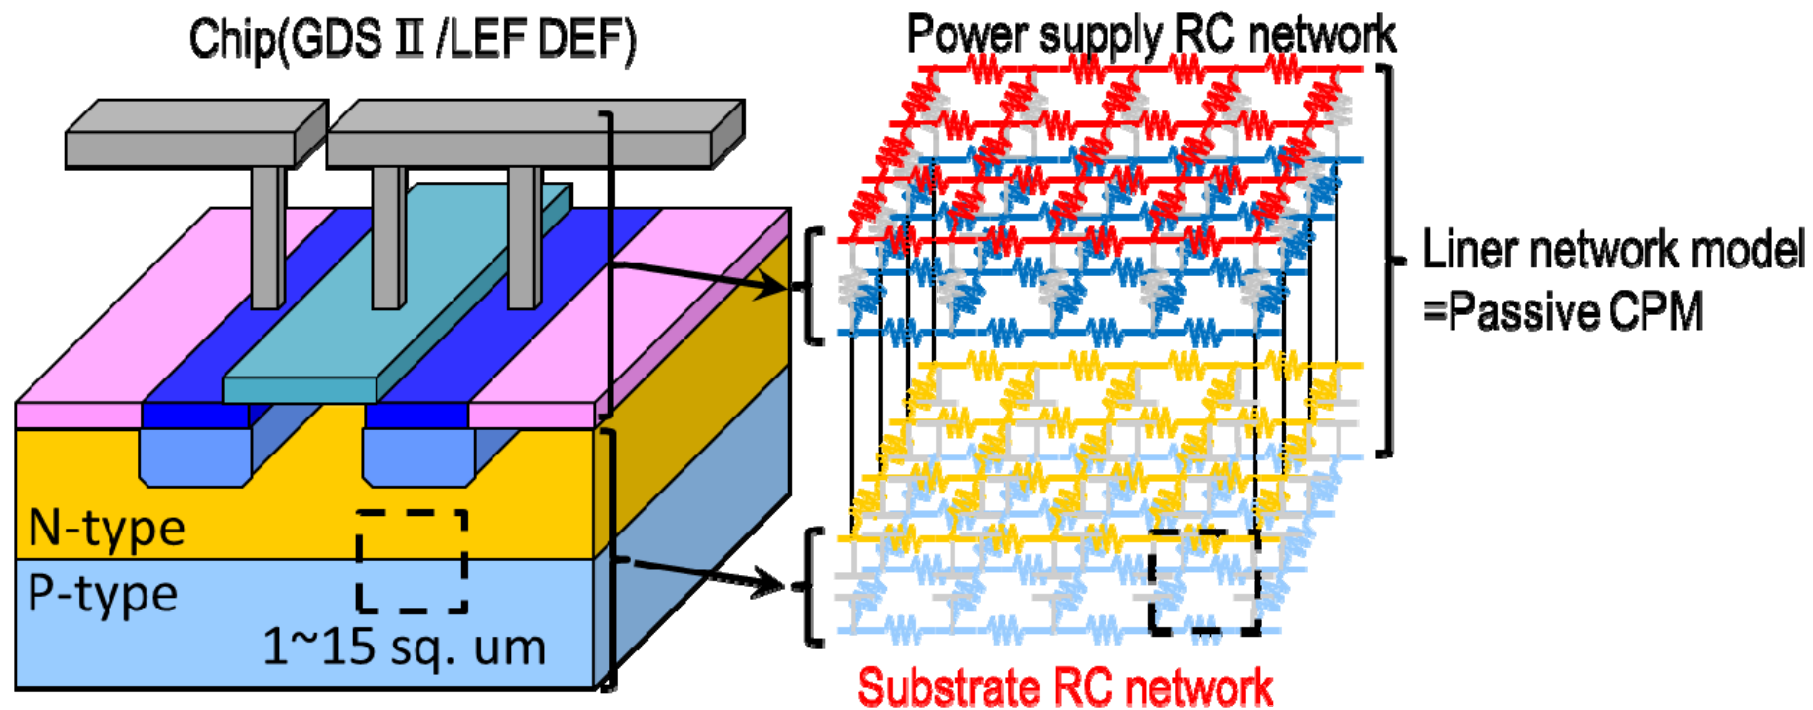 Chip(GDS Ⅱ /LEF DEF)
Power supply RC network
Liner network model
=Passive CPM
N-type
P-type
1~15 sq. um
Substrate RC network